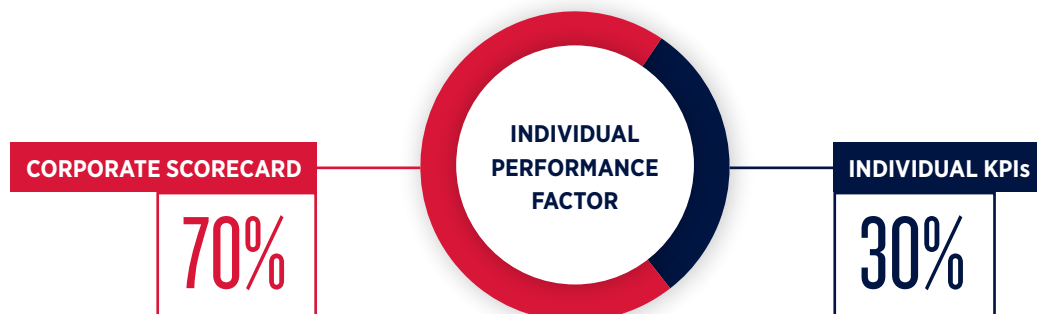 INDIVIDUAL
PERFORMANCE
FACTOR
CORPORATE SCORECARD
70%
INDIVIDUAL KPIs
30%